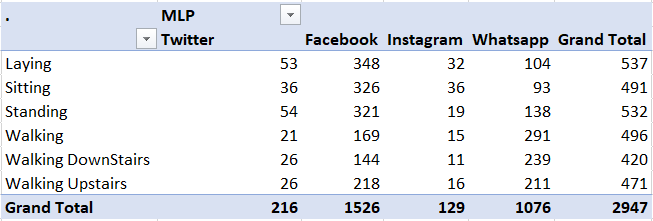 . MLP
Twitter Facebook Instagram Whatsapp Grand Total
Laying 53 348 32 104 537
Sitting 36 326 36 93 491
Standing 54 321 19 138 532
Walking 21 169 15 291 496
Walking DownStairs 26 144 11 239 420
Walking Upstairs 26 218 16 211 471
Grand Total 216 1526 129 1076 2947